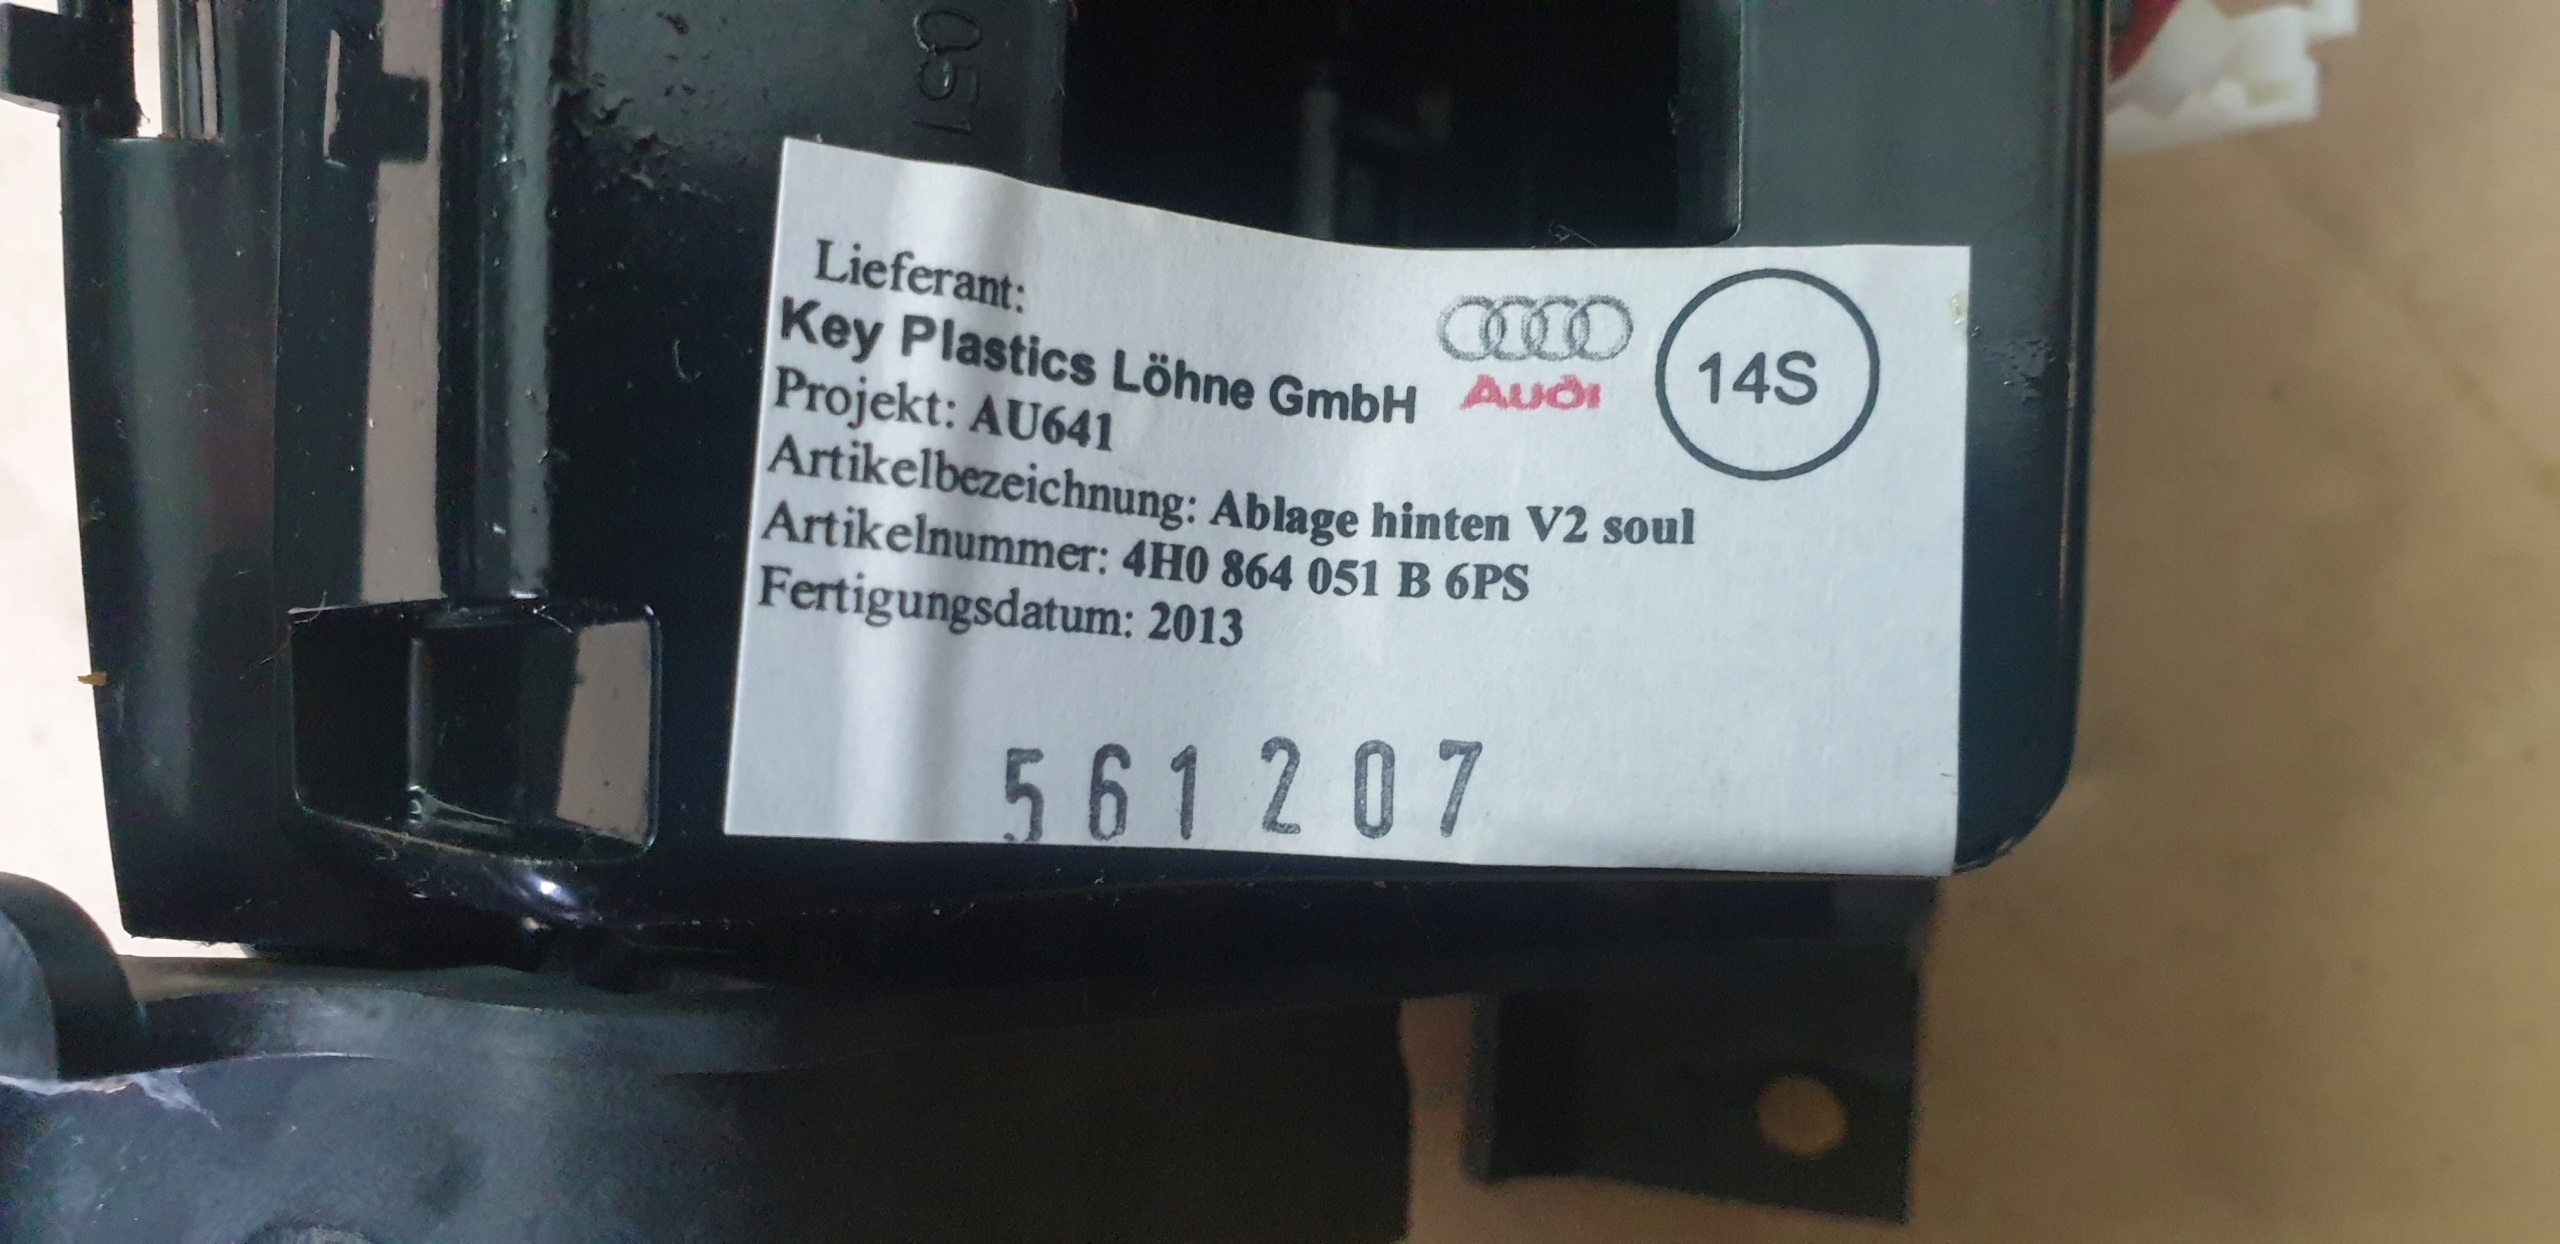 051
Lieferant:
Key Plastics Löhne GmbH
Audi
14S
Projekt: AU641
Artikelbezeichnung: Ablage hinten V2 soul
Artikelnummer: 4H0 864 051 B 6PS
Fertigungsdatum: 2013
561207